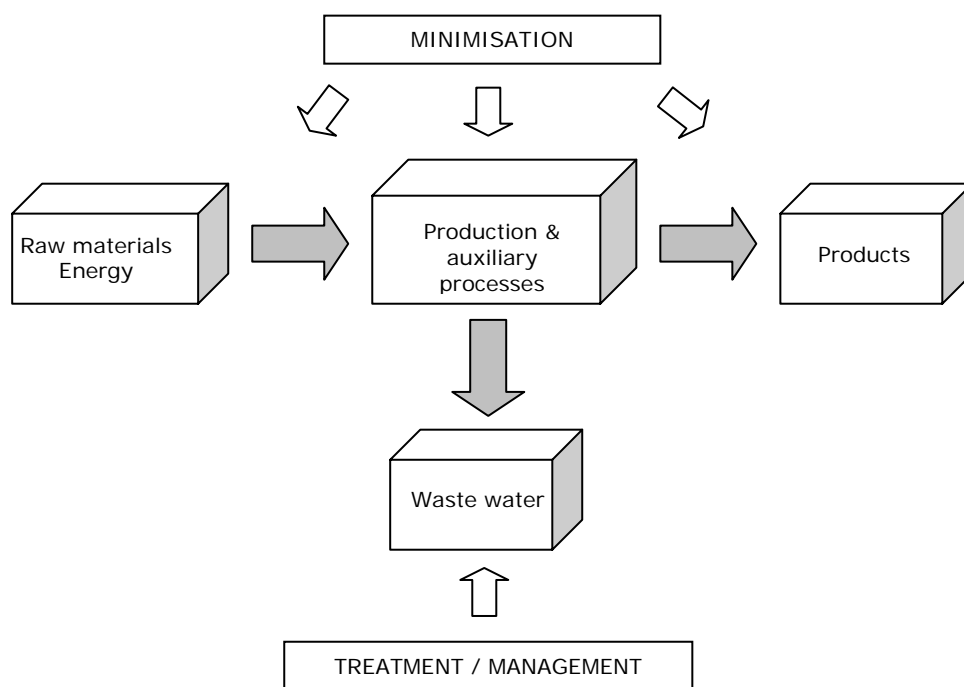 MINIMISATION
Raw materials
Energy
Production &
auxiliary
processes
Products
Waste water
TREATMENT / MANAGEMENT